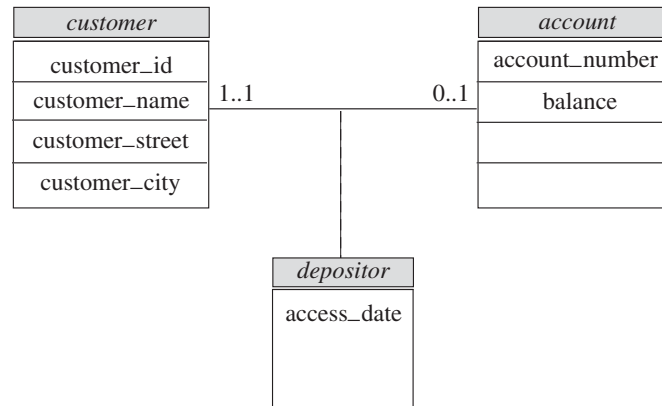 customer
customer_id
customer_name
customer_street
customer_city
1..1
0..1
account
account_number
balance
depositor
access_date